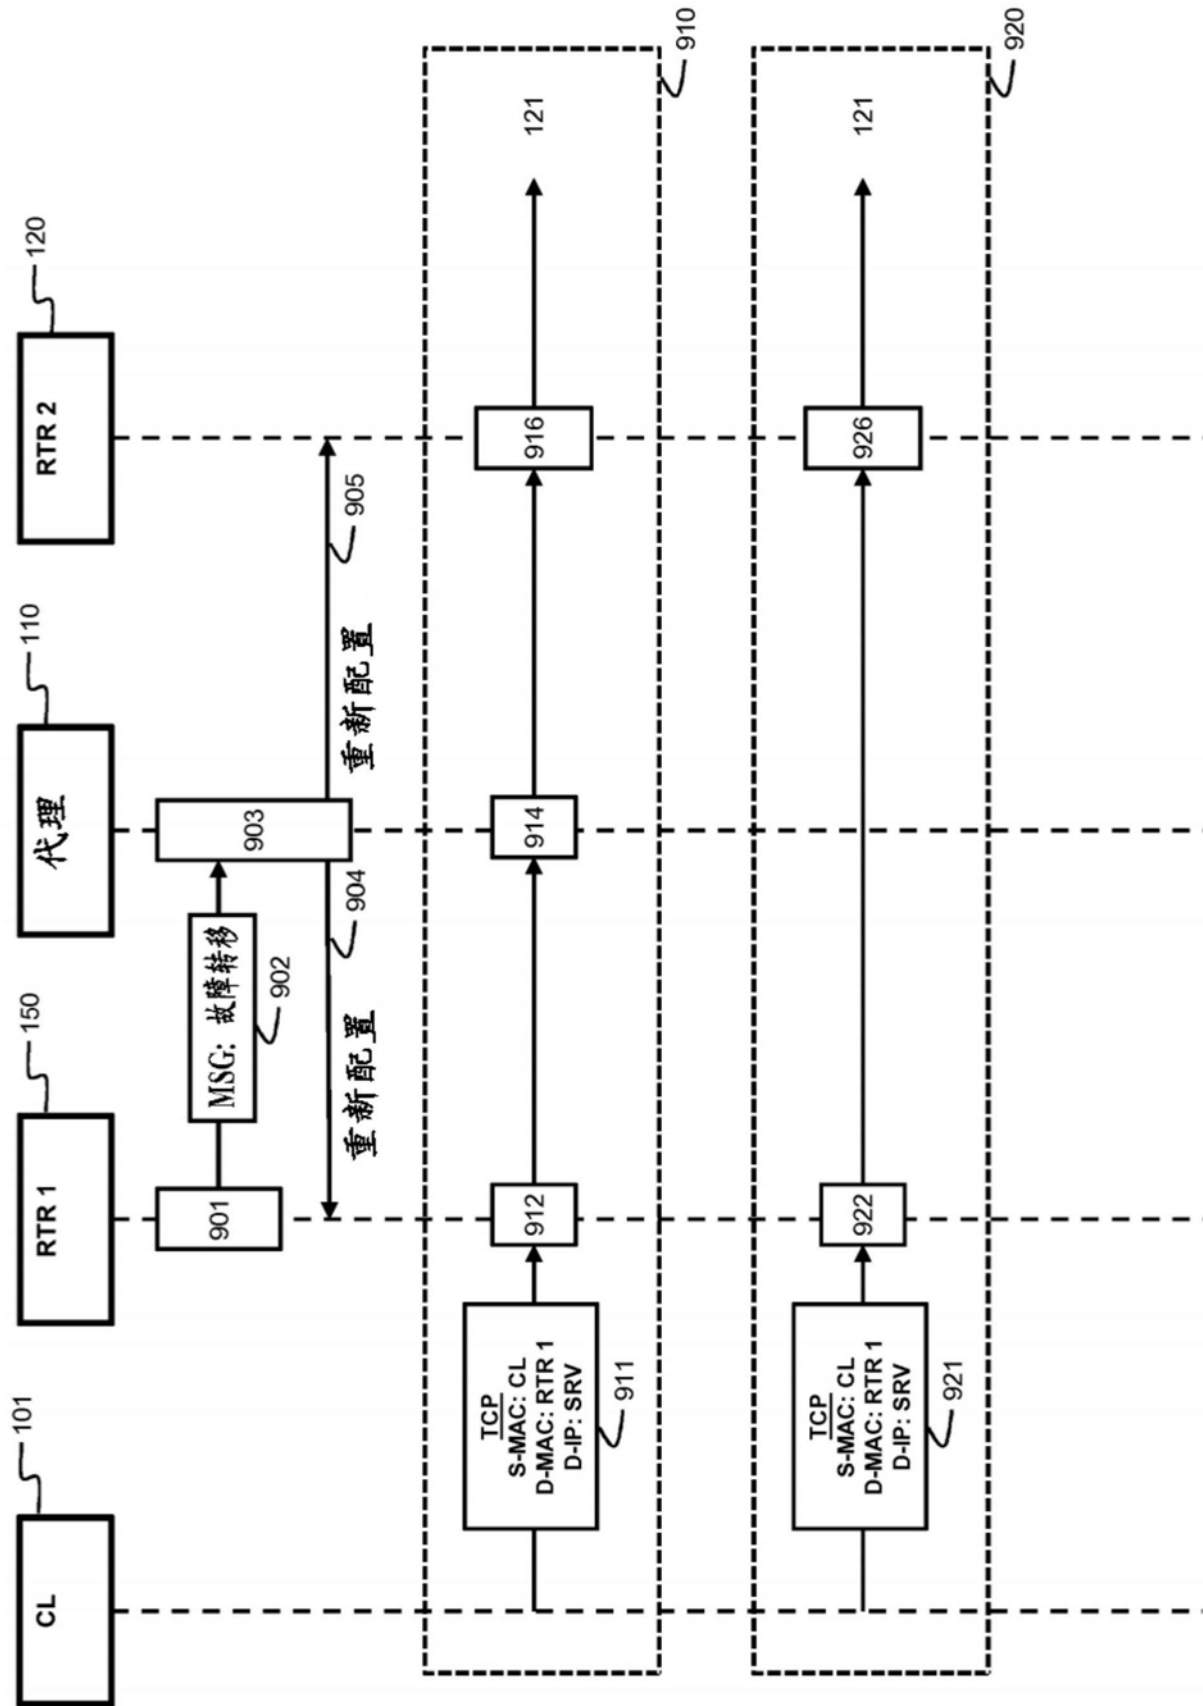 CL
101
RTR 1
150
代理
110
RTR 2
120
901
MSG: 故障转移
902
903
904
重新配置
905
重新配置
TCP
S-MAC: CL
D-MAC: RTR 1
D-IP: SRV
911
912
914
916
121
910
TCP
S-MAC: CL
D-MAC: RTR 1
D-IP: SRV
921
922
926
121
920